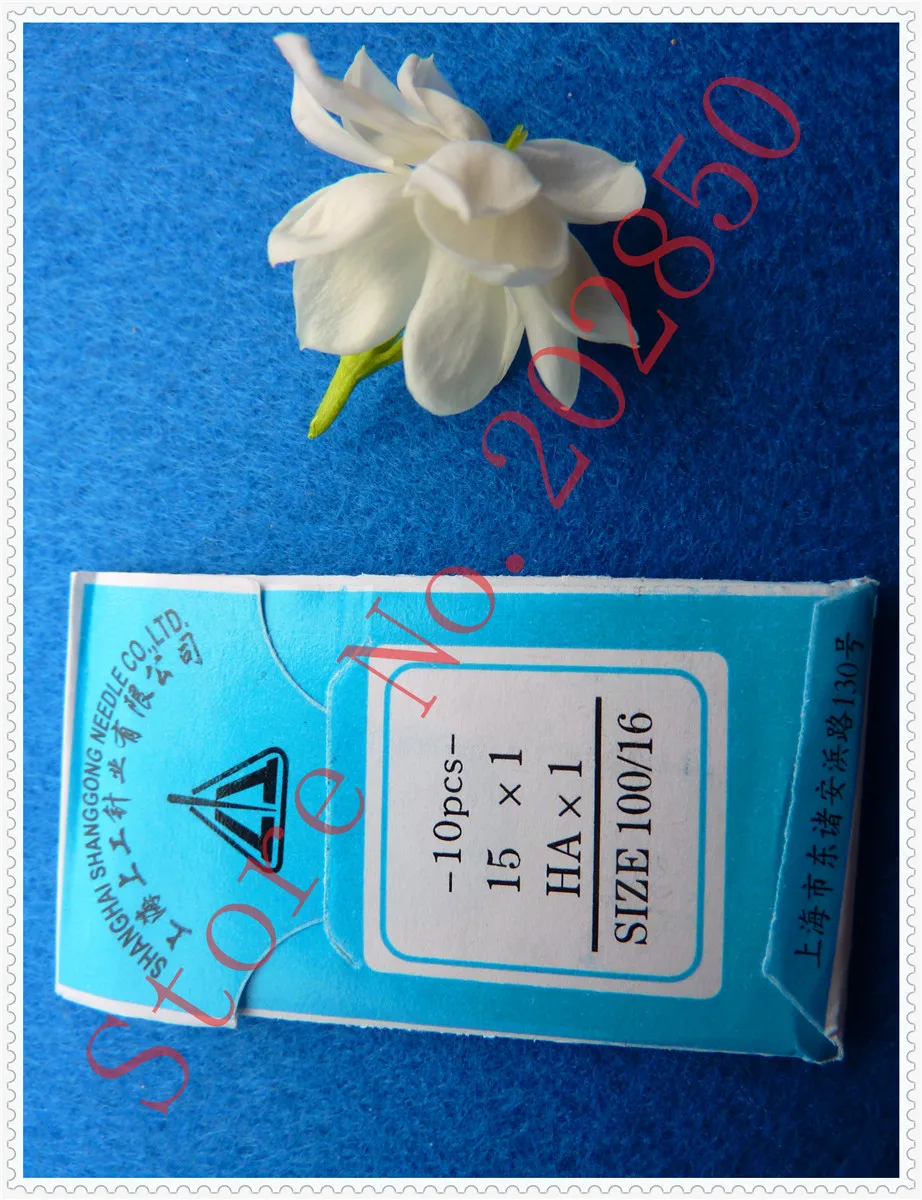 SHANGHAI SHANGGONG NEEDLE CO.,LTD.
上海上工针业有限公司
-10pcs-
15 × 1
HA × 1
SIZE 100/16
上海市东诸安浜路130号
Store No. 202850